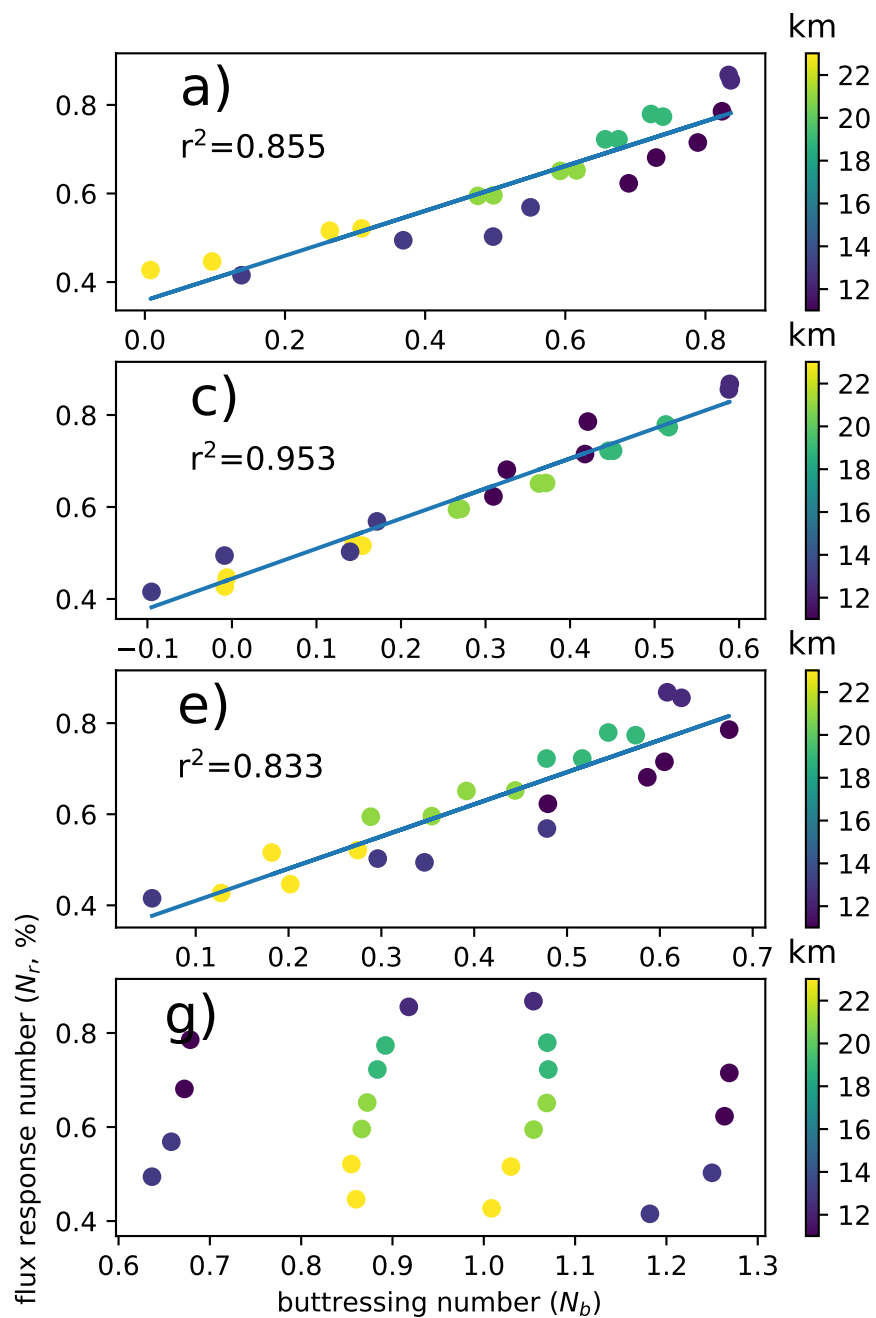 km
a)
r²=0.855
0.8
0.6
0.4
0.0 0.2 0.4 0.6 0.8
22
20
18
16
14
12
km
c)
r²=0.953
0.8
0.6
0.4
−0.1 0.0 0.1 0.2 0.3 0.4 0.5 0.6
22
20
18
16
14
12
km
e)
r²=0.833
0.8
0.6
0.4
0.1 0.2 0.3 0.4 0.5 0.6 0.7
22
20
18
16
14
12
km
g)
0.8
0.6
0.4
0.6 0.7 0.8 0.9 1.0 1.1 1.2 1.3
22
20
18
16
14
12
flux response number (Nr, %)
buttressing number (Nb)